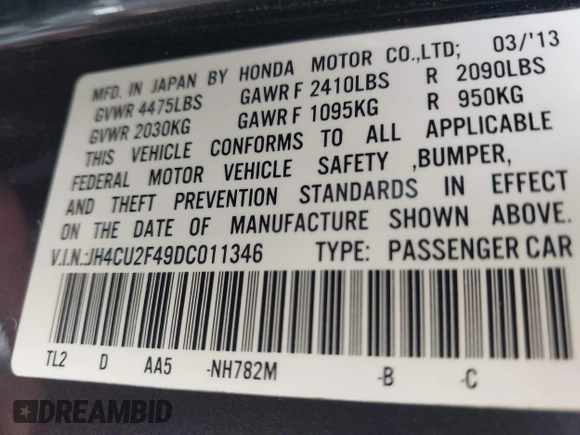 MFD. IN JAPAN BY HONDA MOTOR CO.,LTD; 03/'13
GVWR 4475LBS GAWR F 2410LBS R 2090LBS
GVWR 2030KG GAWR F 1095KG R 950KG
THIS VEHICLE CONFORMS TO ALL APPLICABLE
FEDERAL MOTOR VEHICLE SAFETY ,BUMPER,
AND THEFT PREVENTION STANDARDS IN EFFECT
ON THE DATE OF MANUFACTURE SHOWN ABOVE.
V.I.N.:JH4CU2F49DC011346 TYPE: PASSENGER CAR
TL2 D AA5 -NH782M -B -C
DREAMBID